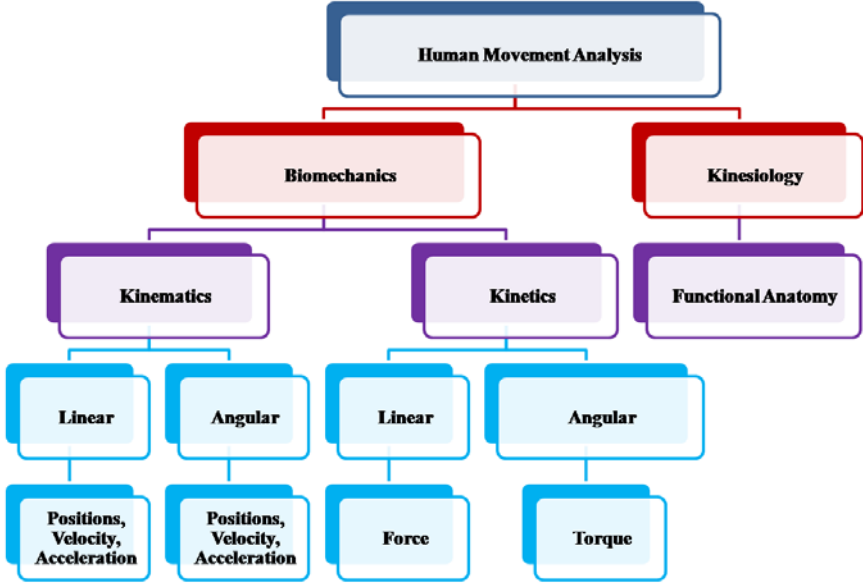 Human Movement Analysis
Biomechanics
Kinesiology
Kinematics
Kinetics
Functional Anatomy
Linear
Angular
Linear
Angular
Positions,
Velocity,
Acceleration
Positions,
Velocity,
Acceleration
Force
Torque